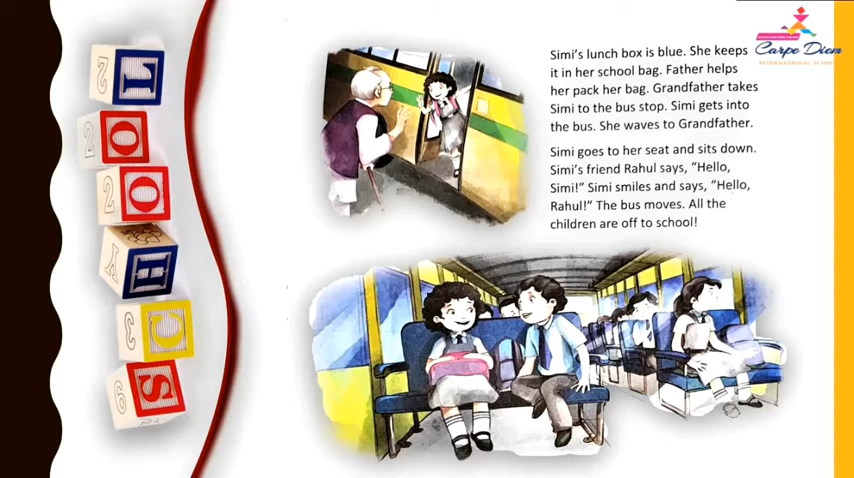 Carpe Diem
INTERNATIONAL SCHOOL
Simi's lunch box is blue. She keeps
it in her school bag. Father helps
her pack her bag. Grandfather takes
Simi to the bus stop. Simi gets into
the bus. She waves to Grandfather.
Simi goes to her seat and sits down.
Simi's friend Rahul says, "Hello,
Simi!" Simi smiles and says, "Hello,
Rahul!" The bus moves. All the
children are off to school!
SCHOOL